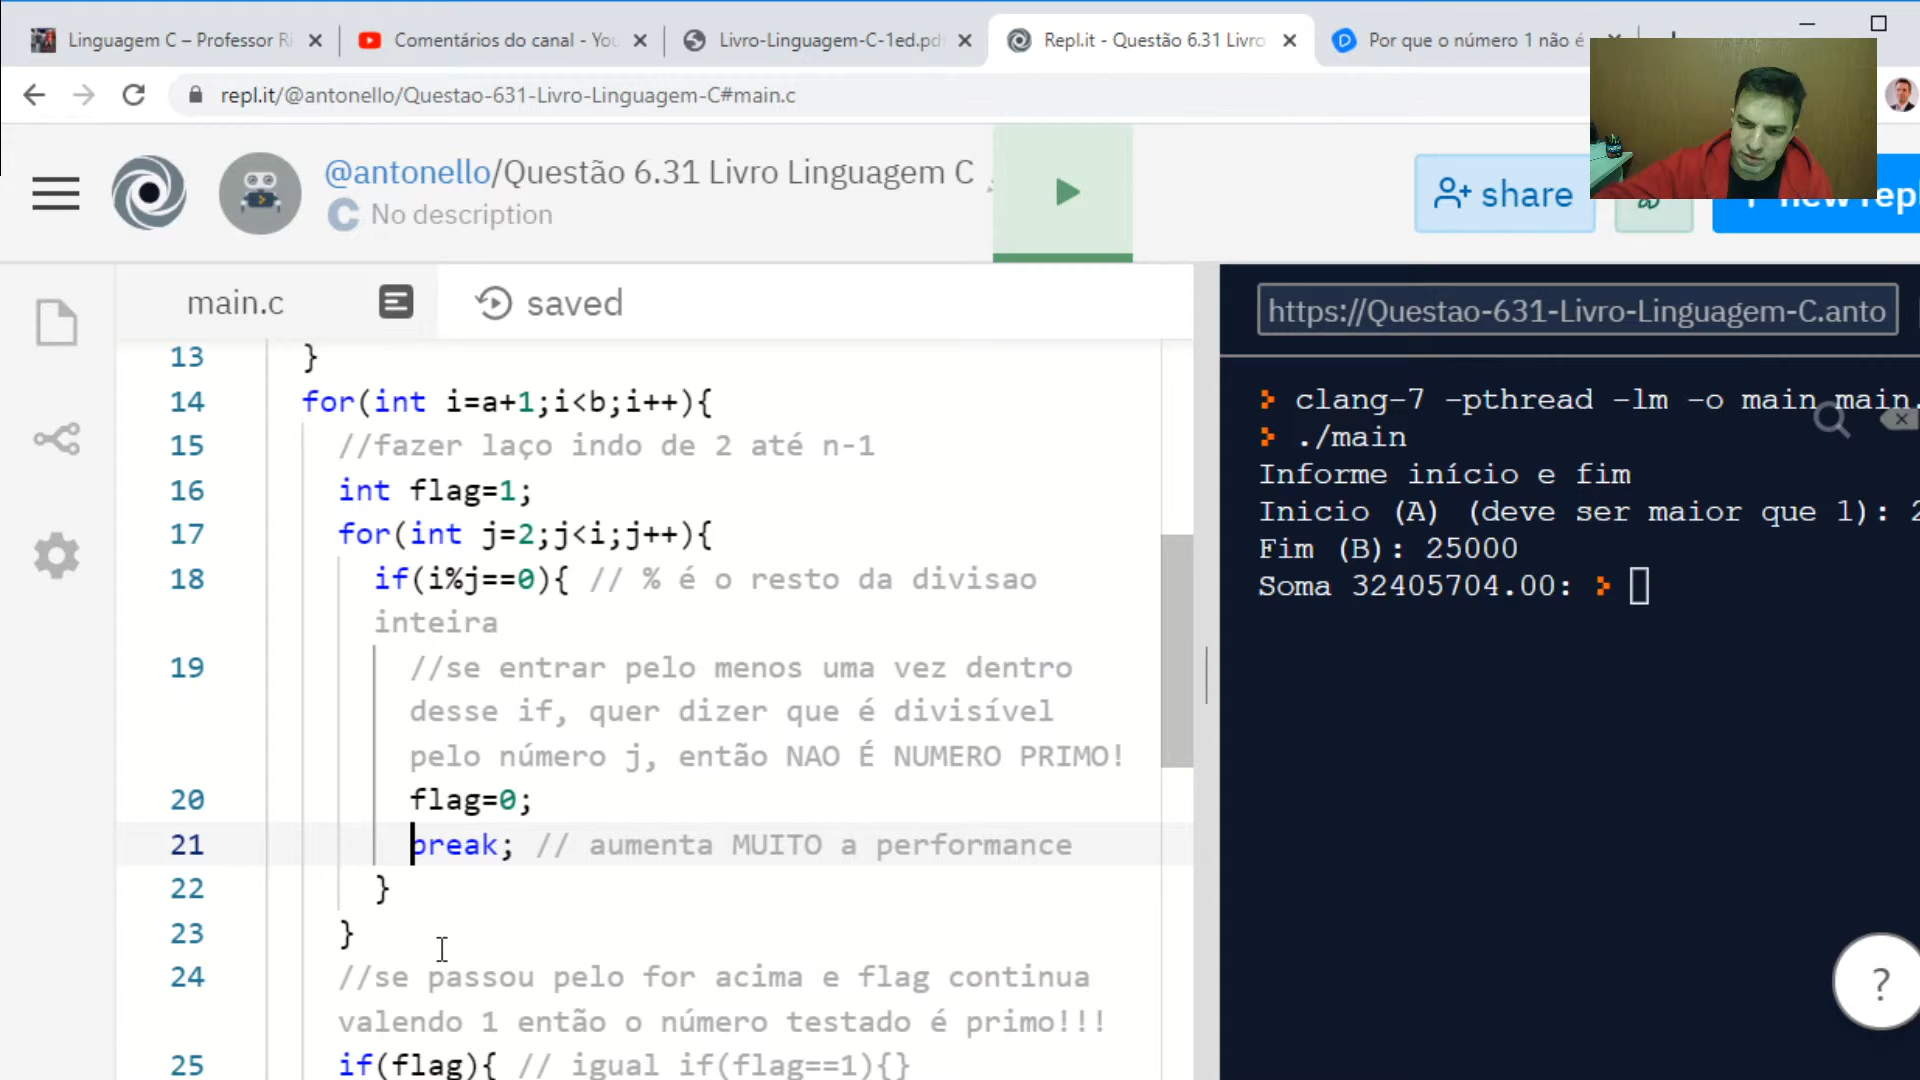 Linguagem C – Professor Ri
Comentários do canal - You
Livro-Linguagem-C-1ed.pdf
Repl.it - Questão 6.31 Livro
Por que o número 1 não é
repl.it/@antonello/Questao-631-Livro-Linguagem-C#main.c
@antonello/Questão 6.31 Livro Linguagem C
No description
share
new repl
main.c
saved
https://Questao-631-Livro-Linguagem-C.anto
13 }
14 for(int i=a+1;i<b;i++){
15 //fazer laço indo de 2 até n-1
16 int flag=1;
17 for(int j=2;j<i;j++){
18 if(i%j==0){ // % é o resto da divisao
inteira
19 //se entrar pelo menos uma vez dentro
desse if, quer dizer que é divisível
pelo número j, então NAO É NUMERO PRIMO!
20 flag=0;
21 break; // aumenta MUITO a performance
22 }
23 }
24 //se passou pelo for acima e flag continua
valendo 1 então o número testado é primo!!!
25 if(flag){ // igual if(flag==1){}
clang-7 -pthread -lm -o main main.
./main
Informe início e fim
Inicio (A) (deve ser maior que 1): 2
Fim (B): 25000
Soma 32405704.00:
?